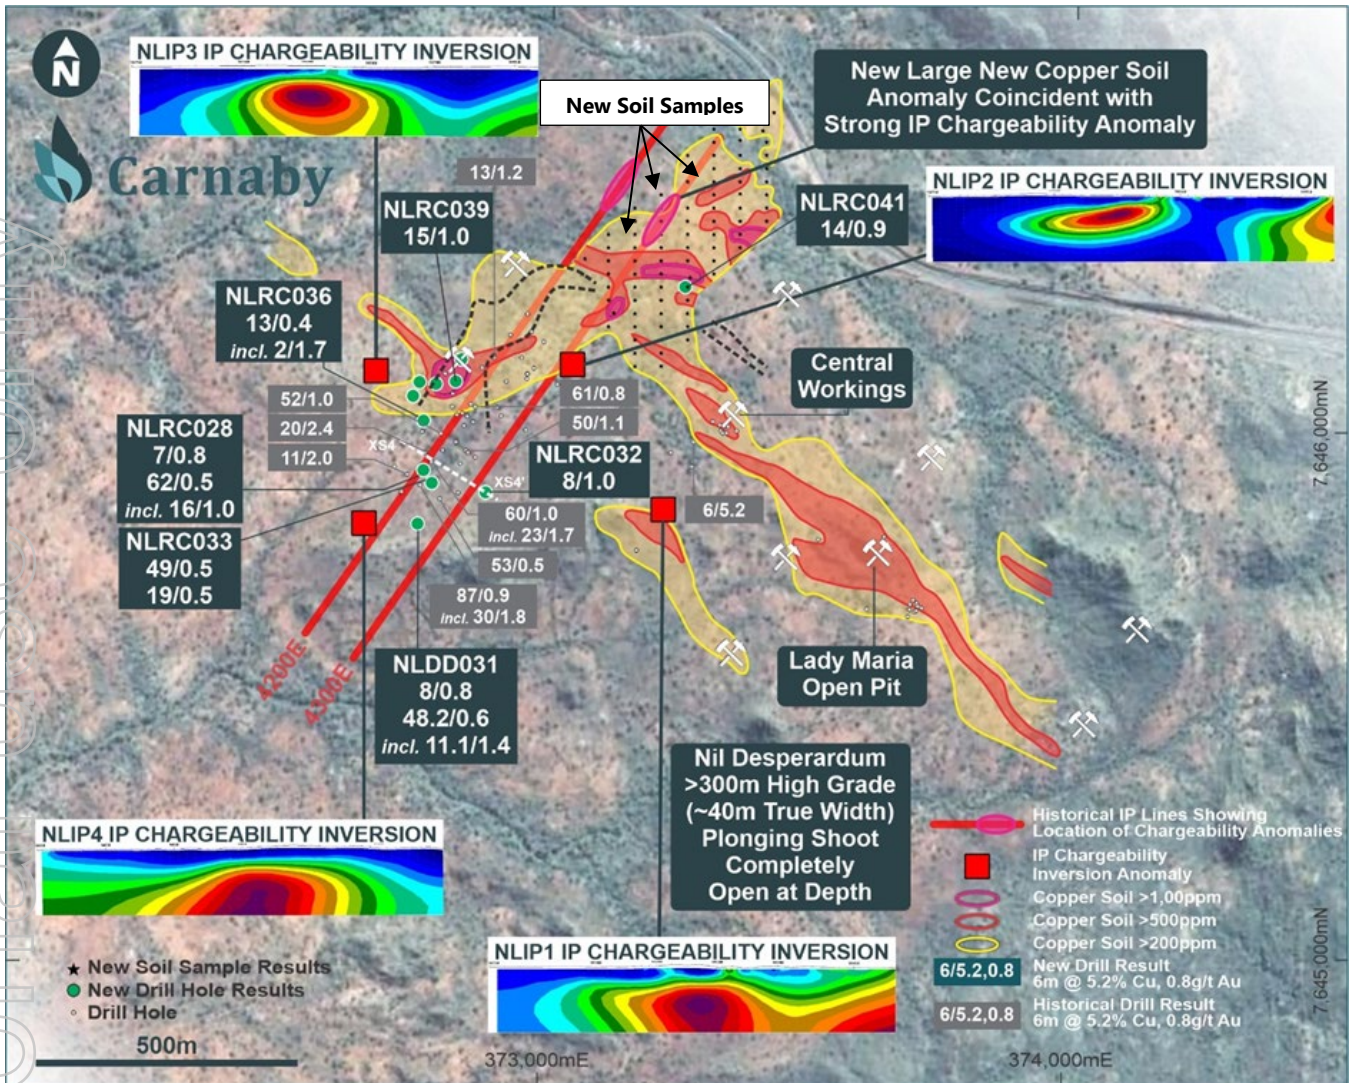 N
NLIP3 IP CHARGEABILITY INVERSION
Carnaby
New Soil Samples
New Large New Copper Soil
Anomaly Coincident with
Strong IP Chargeability Anomaly
NLIP2 IP CHARGEABILITY INVERSION
13/1.2
NLRC039
15/1.0
NLRC041
14/0.9
NLRC036
13/0.4
incl. 2/1.7
Central
Workings
52/1.0
20/2.4
11/2.0
61/0.8
50/1.1
NLRC028
7/0.8
62/0.5
incl. 16/1.0
XS4
XS4'
NLRC032
8/1.0
NLRC033
49/0.5
19/0.5
60/1.0
incl. 23/1.7
6/5.2
53/0.5
87/0.9
incl. 30/1.8
4200E
4300E
NLDD031
8/0.8
48.2/0.6
incl. 11.1/1.4
Lady Maria
Open Pit
Nil Desperardum
>300m High Grade
(~40m True Width)
Plonging Shoot
Completely
Open at Depth
NLIP4 IP CHARGEABILITY INVERSION
NLIP1 IP CHARGEABILITY INVERSION
Historical IP Lines Showing
Location of Chargeability Anomalies
IP Chargeability
Inversion Anomaly
Copper Soil >1,00ppm
Copper Soil >500ppm
Copper Soil >200ppm
6/5.2,0.8
New Drill Result
6m @ 5.2% Cu, 0.8g/t Au
6/5.2,0.8
Historical Drill Result
6m @ 5.2% Cu, 0.8g/t Au
New Soil Sample Results
New Drill Hole Results
Drill Hole
500m
373,000mE
374,000mE
7,646,000mN
7,645,000mN